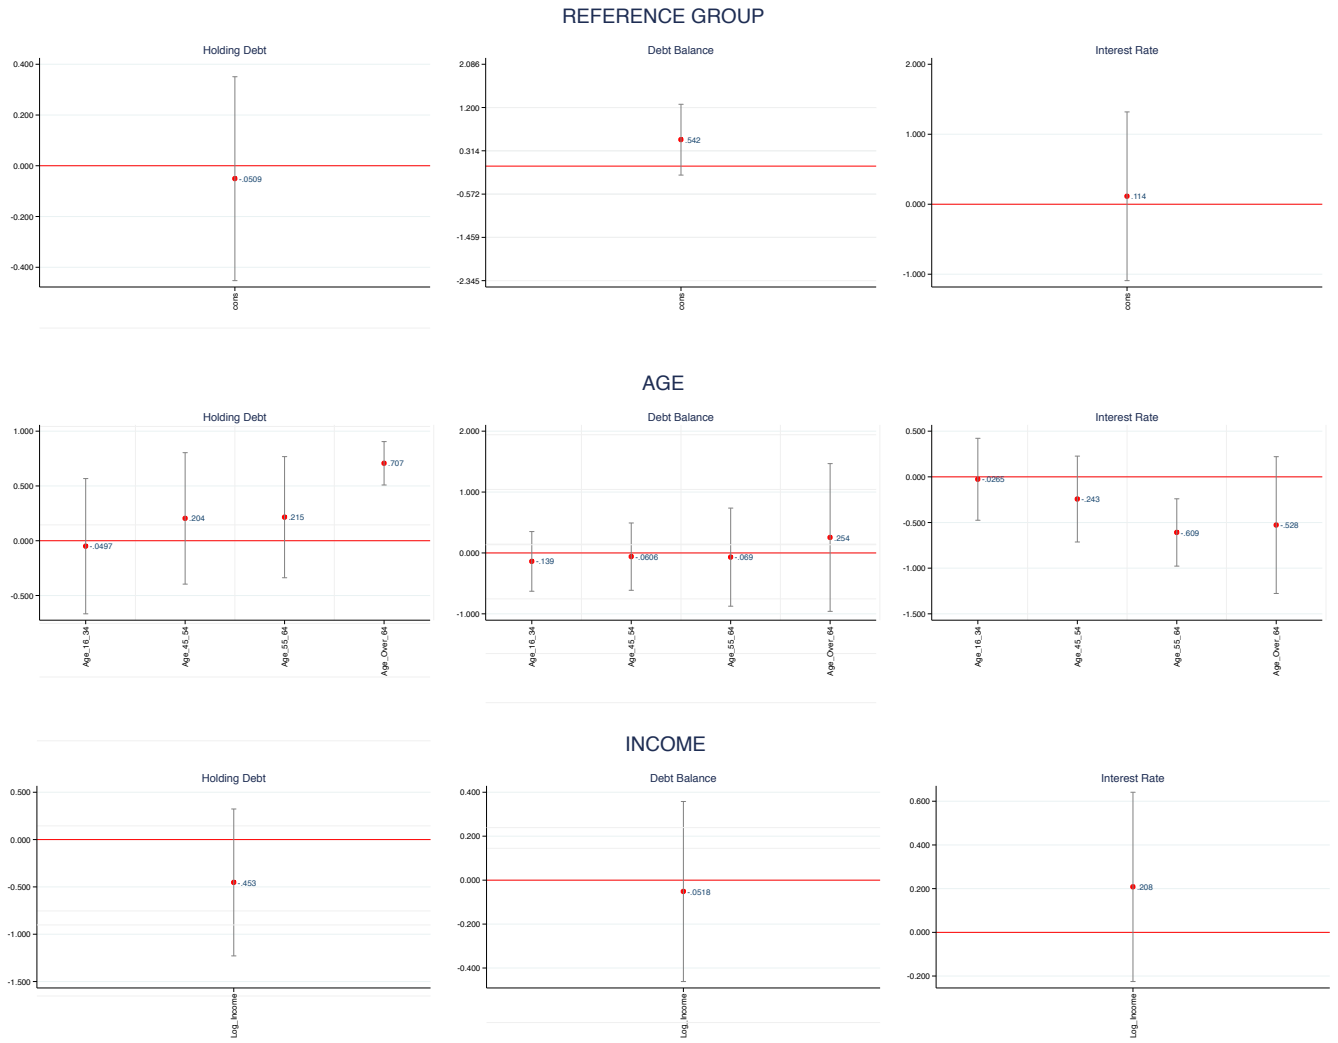 REFERENCE GROUP
Holding Debt
0.400
0.200
0.000
-0.200
-0.400
-.0509
cons
Debt Balance
2.086
1.200
0.314
-0.572
-1.459
-2.345
.542
cons
Interest Rate
2.000
1.000
0.000
-1.000
.114
cons
AGE
Holding Debt
1.000
0.500
0.000
-0.500
-.0497
.204
.215
.707
Age_16_34
Age_45_54
Age_55_64
Age_Over_64
Debt Balance
2.000
1.000
0.000
-1.000
-.139
-.0606
-.069
.254
Age_16_34
Age_45_54
Age_55_64
Age_Over_64
Interest Rate
0.500
0.000
-0.500
-1.000
-1.500
-.0265
-.243
-.609
-.528
Age_16_34
Age_45_54
Age_55_64
Age_Over_64
INCOME
Holding Debt
0.500
0.000
-0.500
-1.000
-1.500
-.453
Log_Income
Debt Balance
0.400
0.200
0.000
-0.200
-0.400
-.0518
Log_Income
Interest Rate
0.600
0.400
0.200
0.000
-0.200
.208
Log_Income